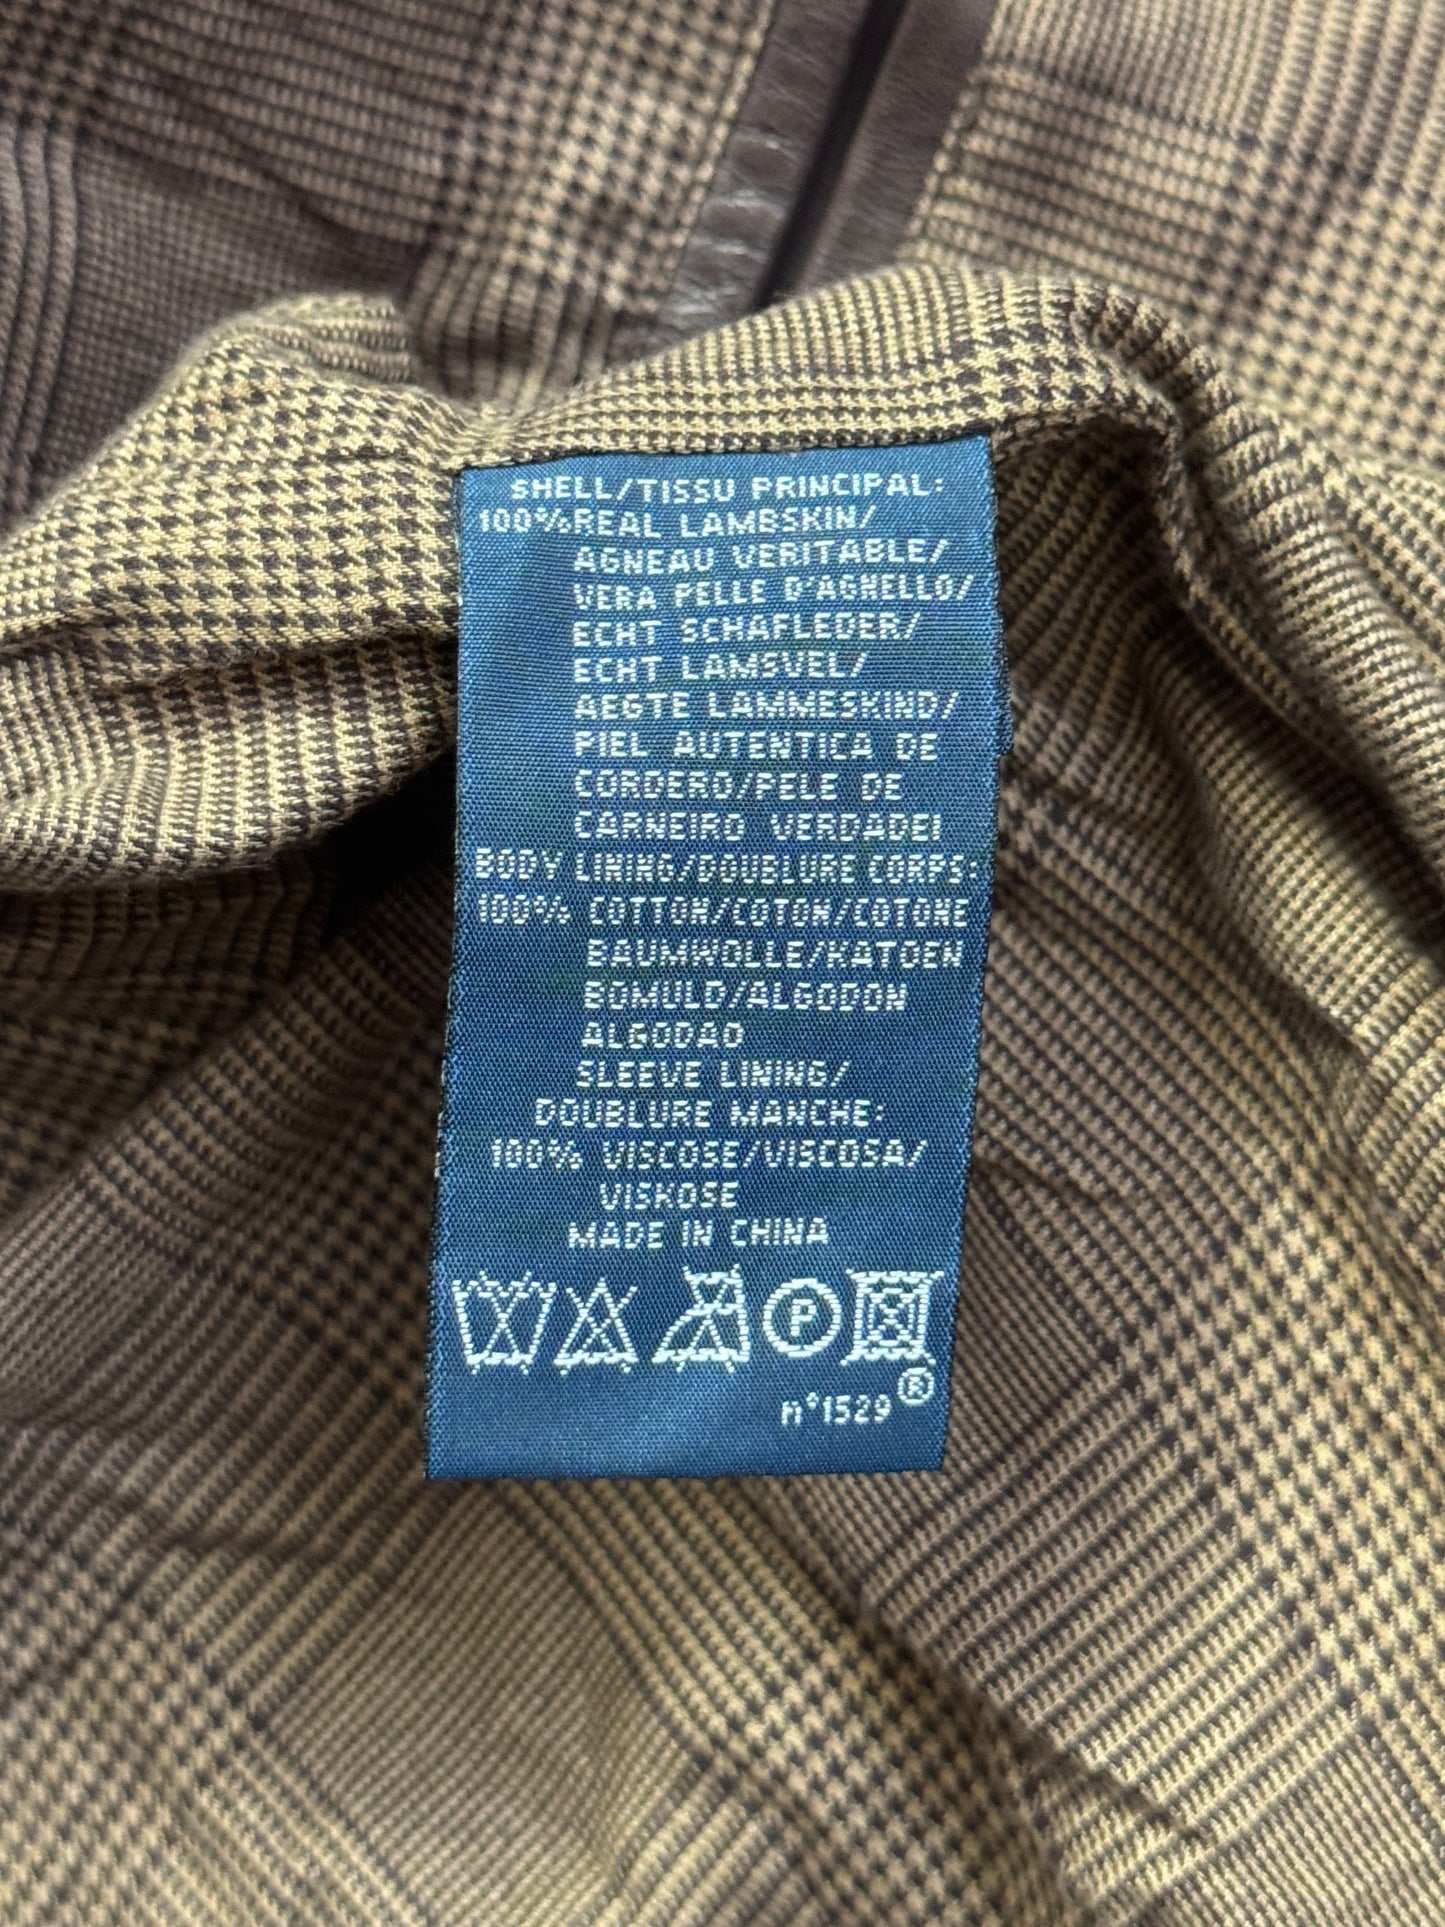 SHELL/TISSU PRINCIPAL:
100%REAL LAMBSKIN/
AGNEAU VERITABLE/
VERA PELLE D'AGNELLO/
ECHT SCHAFLEDER/
ECHT LAMSVEL/
AEGTE LAMMESKIND/
PIEL AUTENTICA DE
CORDERO/PELE DE
CARNEIRO VERDADEI
BODY LINING/DOUBLURE CORPS:
100% COTTON/COTON/COTONE
BAUMWOLLE/KATOEN
BOMULD/ALGODON
ALGODAO
SLEEVE LINING/
DOUBLURE MANCHE:
100% VISCOSE/VISCOSA/
VISKOSE
MADE IN CHINA
P
®
n°1529